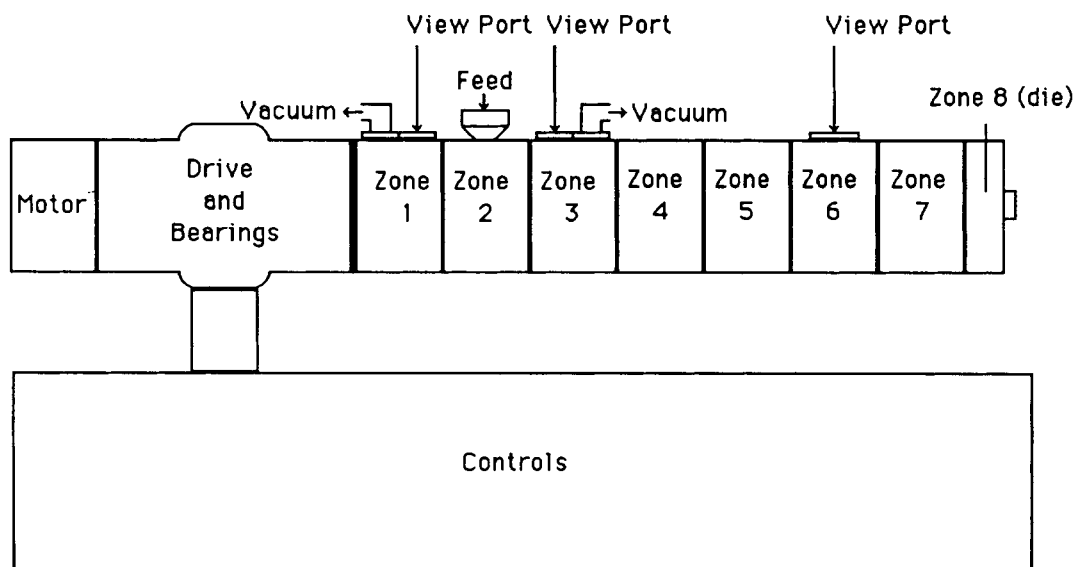 View Port View Port
View Port
Feed
Zone 8 (die)
Vacuum
Vacuum
Motor
Drive
and
Bearings
Zone
1
Zone
2
Zone
3
Zone
4
Zone
5
Zone
6
Zone
7
Controls